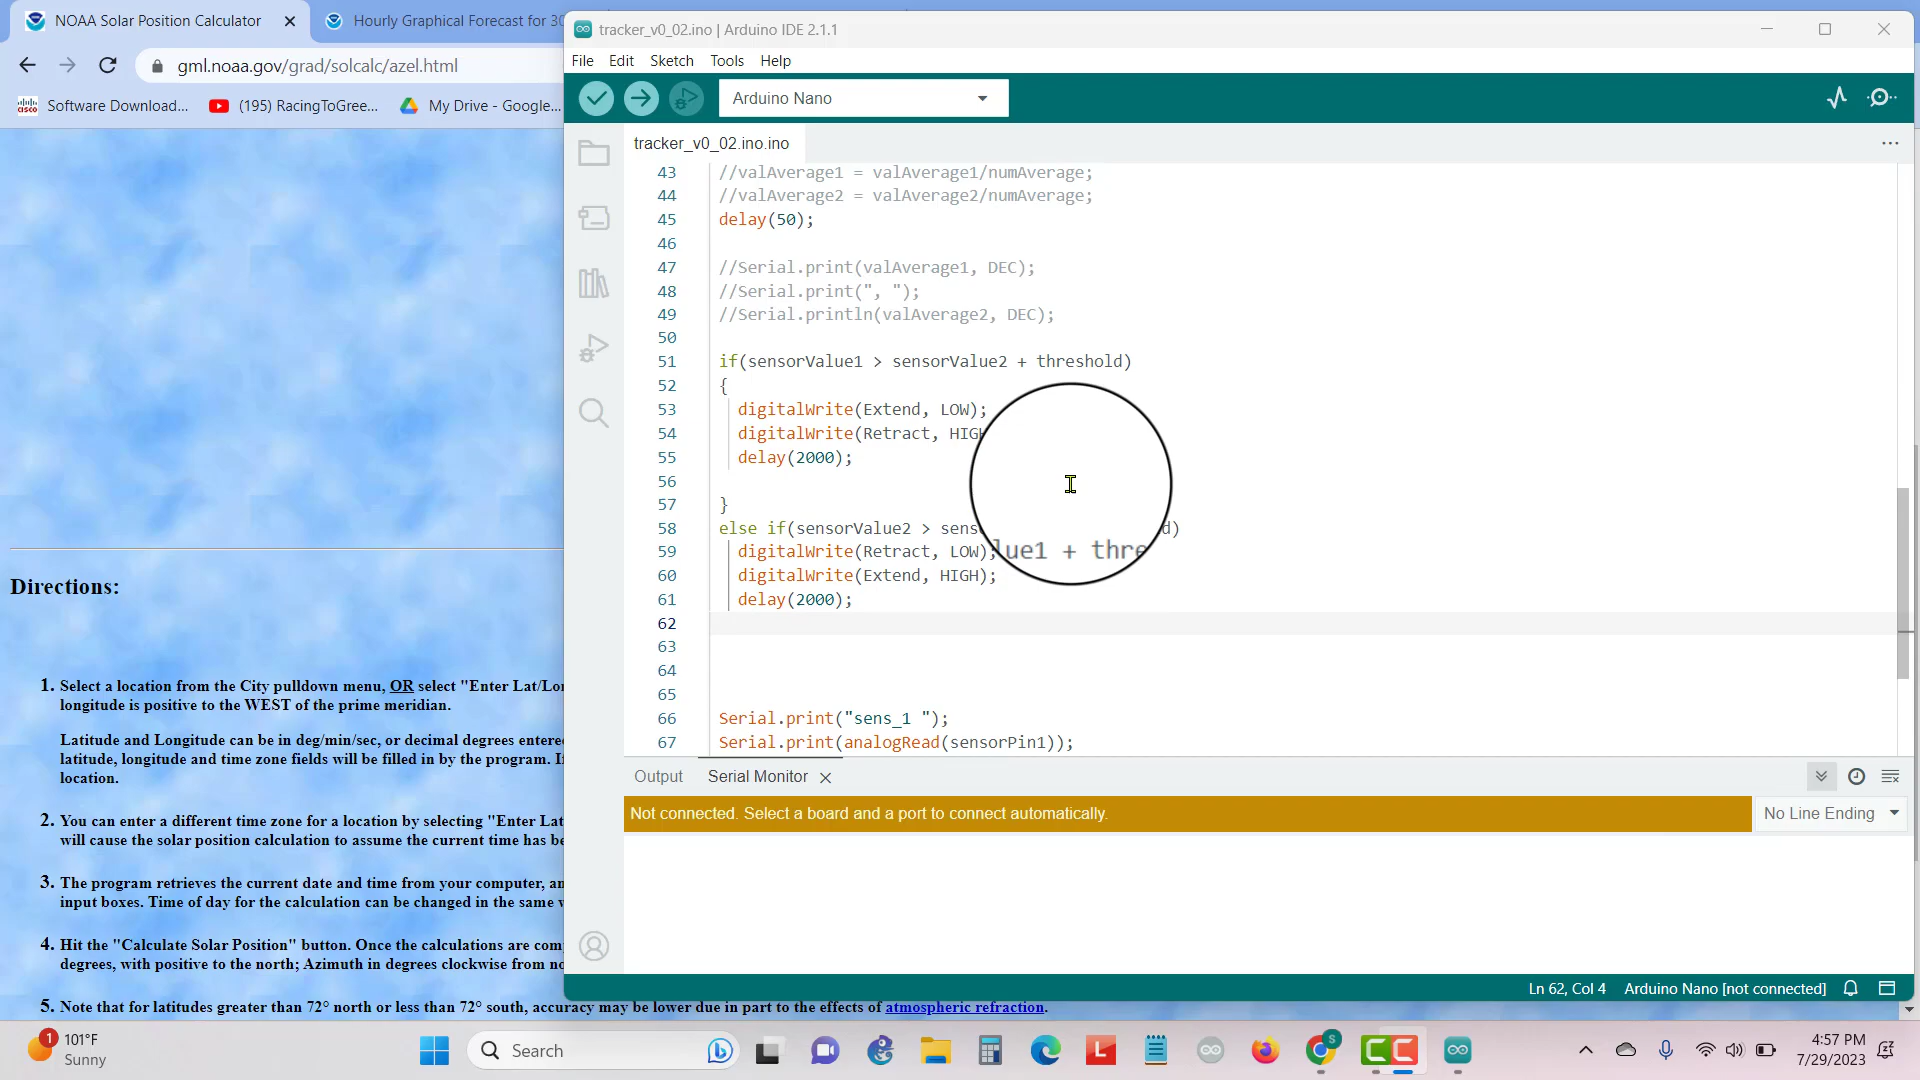 NOAA Solar Position Calculator
Hourly Graphical Forecast for 30
gml.noaa.gov/grad/solcalc/azel.html
Software Download...
(195) RacingToGree...
My Drive - Google...
Directions:
1. Select a location from the City pulldown menu, OR select "Enter Lat/Lon
longitude is positive to the WEST of the prime meridian.
Latitude and Longitude can be in deg/min/sec, or decimal degrees entered
latitude, longitude and time zone fields will be filled in by the program. I
location.
2. You can enter a different time zone for a location by selecting "Enter Lat
will cause the solar position calculation to assume the current time has be
3. The program retrieves the current date and time from your computer, an
input boxes. Time of day for the calculation can be changed in the same
4. Hit the "Calculate Solar Position" button. Once the calculations are com
degrees, with positive to the north; Azimuth in degrees clockwise from no
5. Note that for latitudes greater than 72° north or less than 72° south, accuracy may be lower due in part to the effects of atmospheric refraction.
tracker_v0_02.ino | Arduino IDE 2.1.1
File Edit Sketch Tools Help
Arduino Nano
tracker_v0_02.ino.ino
43 //valAverage1 = valAverage1/numAverage;
44 //valAverage2 = valAverage2/numAverage;
45 delay(50);
46
47 //Serial.print(valAverage1, DEC);
48 //Serial.print(", ");
49 //Serial.println(valAverage2, DEC);
50
51 if(sensorValue1 > sensorValue2 + threshold)
52 {
53 digitalWrite(Extend, LOW);
54 digitalWrite(Retract, HIGH
55 delay(2000);
56
57 }
58 else if(sensorValue2 > sens d)
59 digitalWrite(Retract, LOW);
lue1 + thre
60 digitalWrite(Extend, HIGH);
61 delay(2000);
62
63
64
65
66 Serial.print("sens_1 ");
67 Serial.print(analogRead(sensorPin1));
Output
Serial Monitor
Not connected. Select a board and a port to connect automatically.
No Line Ending
Ln 62, Col 4
Arduino Nano [not connected]
1
101°F
Sunny
Search
4:57 PM
7/29/2023